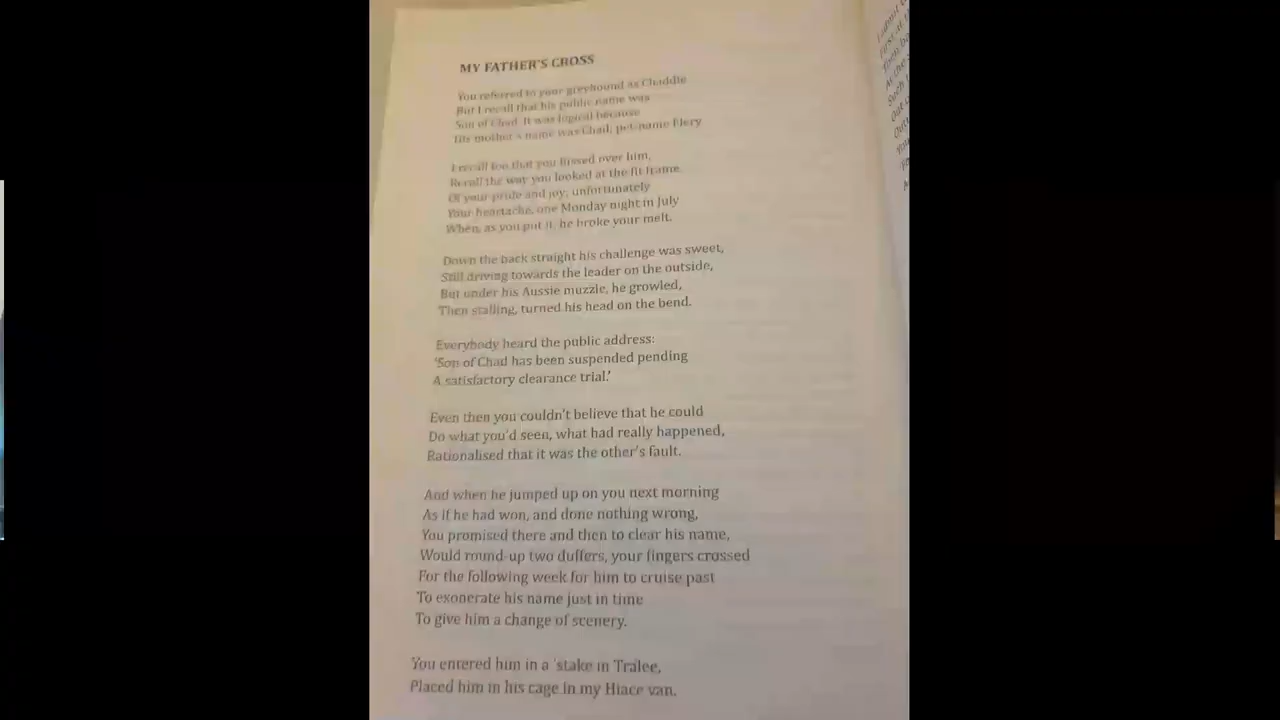 MY FATHER'S CROSS
You referred to your greyhound as Chaddie
But I recall that his public name was
Son of Chad. It was logical because
His mother's name was Chad, pet-name Fiery
I recall too that you fussed over him,
Recall the way you looked at the fit frame
Of your pride and joy; unfortunately
Your heartache, one Monday night in July
When, as you put it, he broke your melt.
Down the back straight his challenge was sweet,
Still driving towards the leader on the outside,
But under his Aussie muzzle, he growled,
Then stalling, turned his head on the bend.
Everybody heard the public address:
'Son of Chad has been suspended pending
A satisfactory clearance trial.'
Even then you couldn't believe that he could
Do what you'd seen, what had really happened,
Rationalised that it was the other's fault.
And when he jumped up on you next morning
As if he had won, and done nothing wrong,
You promised there and then to clear his name,
Would round-up two duffers, your fingers crossed
For the following week for him to cruise past
To exonerate his name just in time
To give him a change of scenery.
You entered him in a 'stake in Tralee,
Placed him in his cage in my Hiace van.